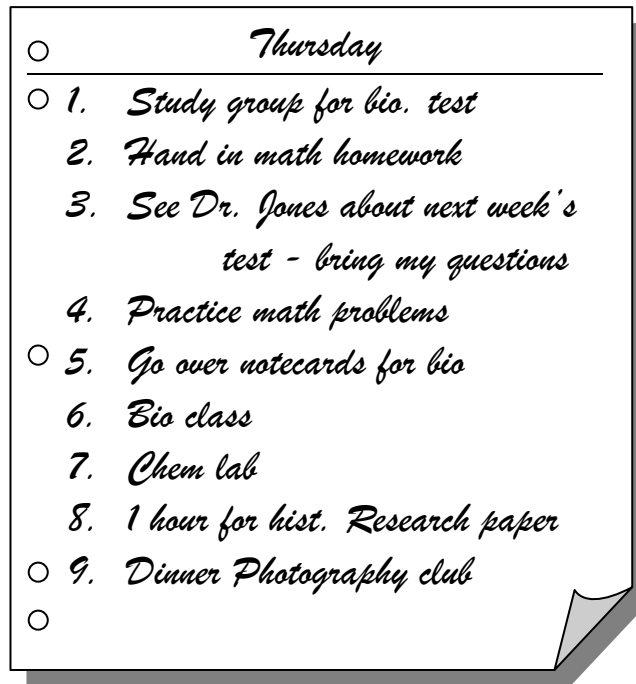 Thursday
1. Study group for bio. test
2. Hand in math homework
3. See Dr. Jones about next week's
test - bring my questions
4. Practice math problems
5. Go over notecards for bio
6. Bio class
7. Chem lab
8. 1 hour for hist. Research paper
9. Dinner Photography club